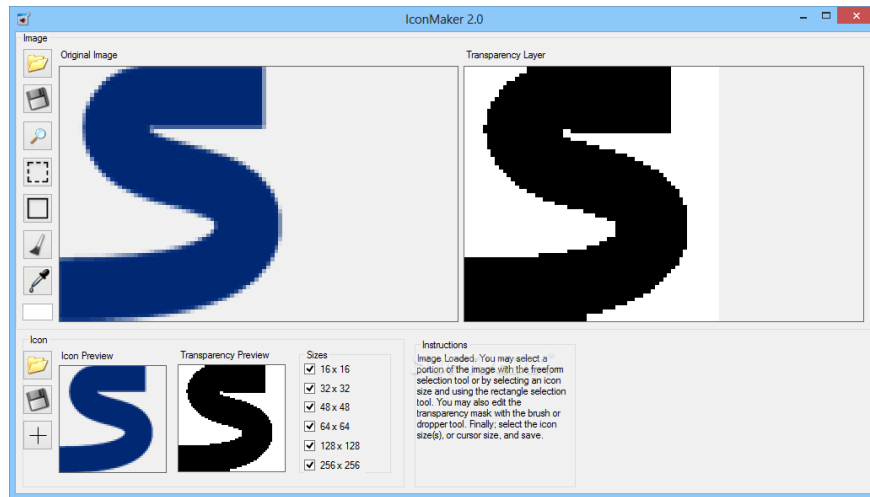 IconMaker 2.0
Image
Original Image
Transparency Layer
Icon
Icon Preview
Transparency Preview
Sizes
16 x 16
32 x 32
48 x 48
64 x 64
128 x 128
256 x 256
Instructions
Image Loaded. You may select a
portion of the image with the freeform
selection tool or by selecting an icon
size and using the rectangle selection
tool. You may also edit the
transparency mask with the brush or
dropper tool. Finally; select the icon
size(s), or cursor size, and save.